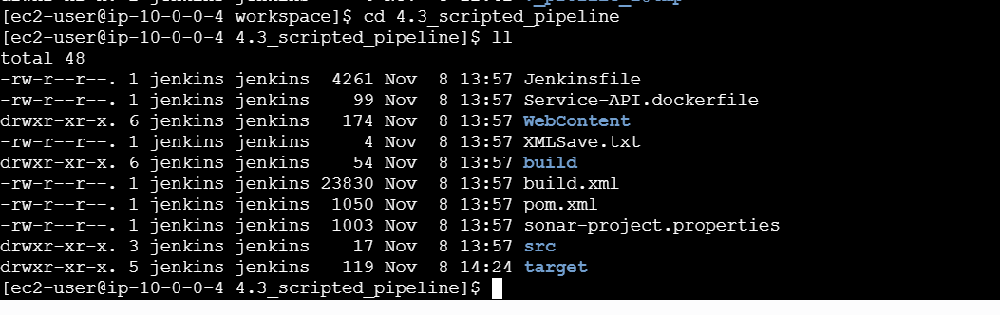 [ec2-user@ip-10-0-0-4 workspace]$ cd 4.3_scripted_pipeline
[ec2-user@ip-10-0-0-4 4.3_scripted_pipeline]$ ll
total 48
-rw-r--r--. 1 jenkins jenkins  4261 Nov  8 13:57 Jenkinsfile
-rw-r--r--. 1 jenkins jenkins    99 Nov  8 13:57 Service-API.dockerfile
drwxr-xr-x. 6 jenkins jenkins   174 Nov  8 13:57 WebContent
-rw-r--r--. 1 jenkins jenkins     4 Nov  8 13:57 XMLSave.txt
drwxr-xr-x. 6 jenkins jenkins    54 Nov  8 13:57 build
-rw-r--r--. 1 jenkins jenkins 23830 Nov  8 13:57 build.xml
-rw-r--r--. 1 jenkins jenkins  1050 Nov  8 13:57 pom.xml
-rw-r--r--. 1 jenkins jenkins  1003 Nov  8 13:57 sonar-project.properties
drwxr-xr-x. 3 jenkins jenkins    17 Nov  8 13:57 src
drwxr-xr-x. 5 jenkins jenkins   119 Nov  8 14:24 target
[ec2-user@ip-10-0-0-4 4.3_scripted_pipeline]$